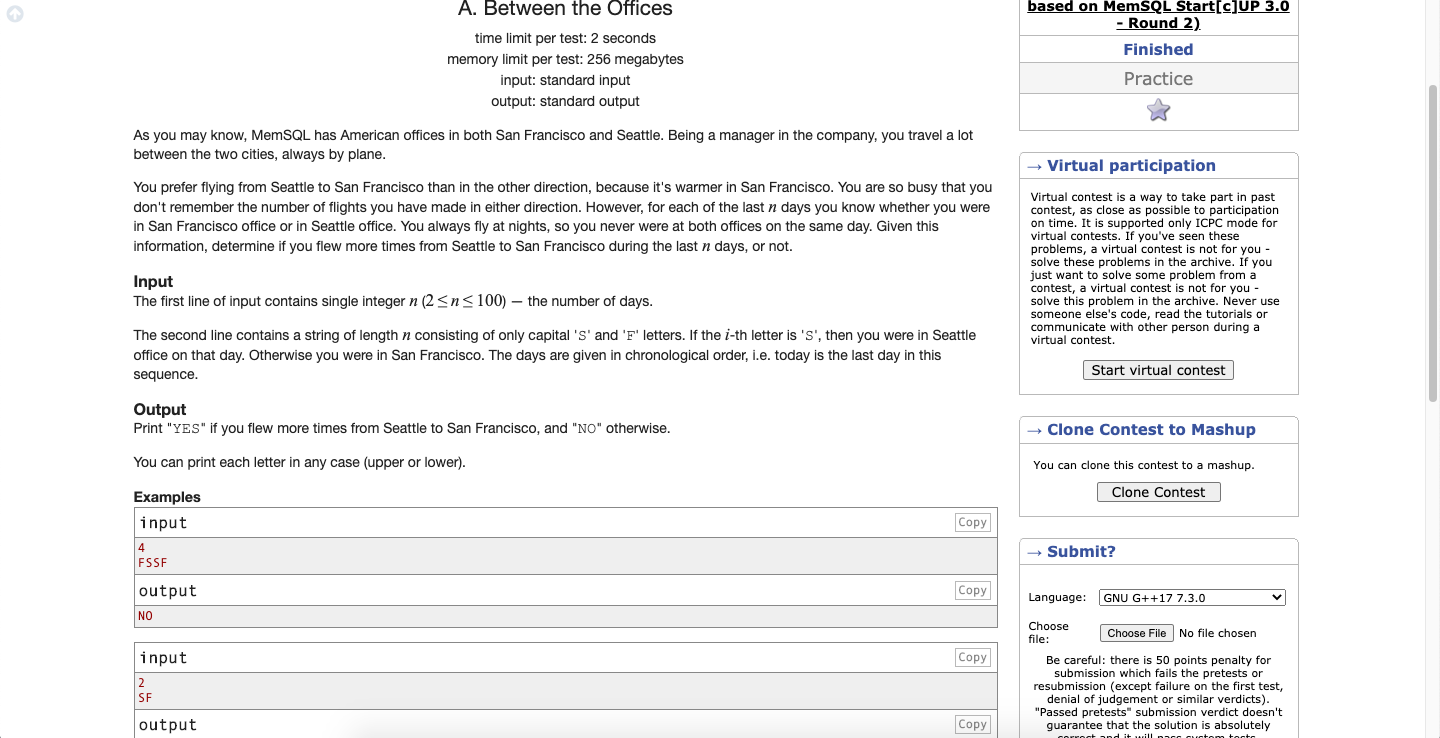 A. Between the Offices
time limit per test: 2 seconds
memory limit per test: 256 megabytes
input: standard input
output: standard output
As you may know, MemSQL has American offices in both San Francisco and Seattle. Being a manager in the company, you travel a lot
between the two cities, always by plane.
You prefer flying from Seattle to San Francisco than in the other direction, because it's warmer in San Francisco. You are so busy that you
don't remember the number of flights you have made in either direction. However, for each of the last n days you know whether you were
in San Francisco office or in Seattle office. You always fly at nights, so you never were at both offices on the same day. Given this
information, determine if you flew more times from Seattle to San Francisco during the last n days, or not.
Input
The first line of input contains single integer n (2 ≤ n ≤ 100) — the number of days.
The second line contains a string of length n consisting of only capital 'S' and 'F' letters. If the i-th letter is 'S', then you were in Seattle
office on that day. Otherwise you were in San Francisco. The days are given in chronological order, i.e. today is the last day in this
sequence.
Output
Print "YES" if you flew more times from Seattle to San Francisco, and "NO" otherwise.
You can print each letter in any case (upper or lower).
Examples
input
Copy
4
FSSF
output
Copy
NO
input
Copy
2
SF
output
Copy
based on MemSQL Start[c]UP 3.0
- Round 2)
Finished
Practice
→ Virtual participation
Virtual contest is a way to take part in past
contest, as close as possible to participation
on time. It is supported only ICPC mode for
virtual contests. If you've seen these
problems, a virtual contest is not for you -
solve these problems in the archive. If you
just want to solve some problem from a
contest, a virtual contest is not for you -
solve this problem in the archive. Never use
someone else's code, read the tutorials or
communicate with other person during a
virtual contest.
Start virtual contest
→ Clone Contest to Mashup
You can clone this contest to a mashup.
Clone Contest
→ Submit?
Language: GNU G++17 7.3.0
Choose
file: Choose File No file chosen
Be careful: there is 50 points penalty for
submission which fails the pretests or
resubmission (except failure on the first test,
denial of judgement or similar verdicts).
"Passed pretests" submission verdict doesn't
guarantee that the solution is absolutely
correct and it will pass system tests.